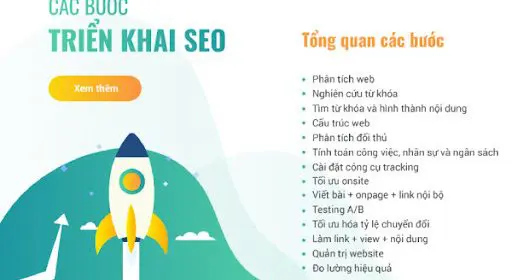 CÁC BƯỚC
TRIỂN KHAI SEO
Xem thêm
Tổng quan các bước
Phân tích web
Nghiên cứu từ khóa
Tìm từ khóa và hình thành nội dung
Cấu trúc web
Phân tích đối thủ
Tính toán công việc, nhân sự và ngân sách
Cài đặt công cụ tracking
Tối ưu onsite
Viết bài + onpage + link nội bộ
Testing A/B
Tối ưu hóa tỷ lệ chuyển đổi
Làm link + view + nội dung
Quản trị website
Đo lường hiệu quả